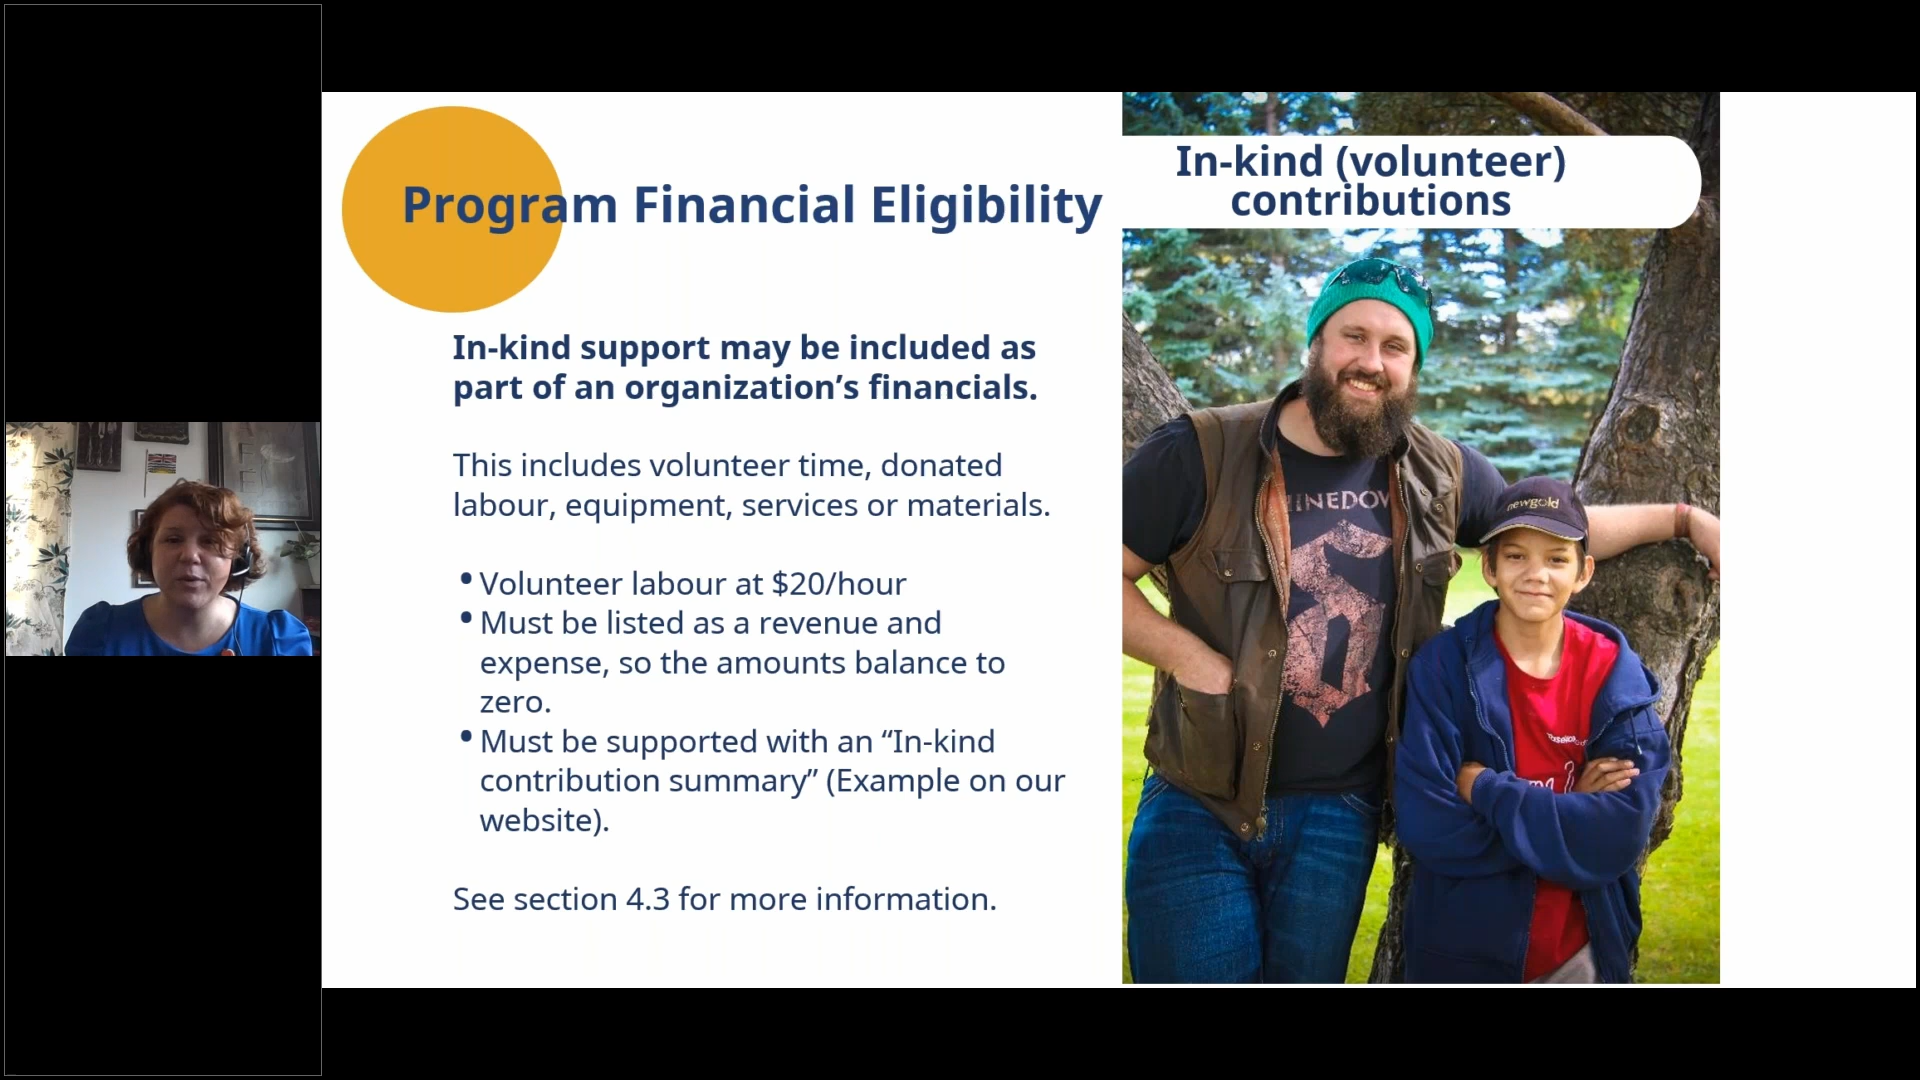 Program Financial Eligibility
In-kind (volunteer)
contributions
In-kind support may be included as
part of an organization’s financials.
This includes volunteer time, donated
labour, equipment, services or materials.
• Volunteer labour at $20/hour
• Must be listed as a revenue and
expense, so the amounts balance to
zero.
• Must be supported with an “In-kind
contribution summary” (Example on our
website).
See section 4.3 for more information.
newgold